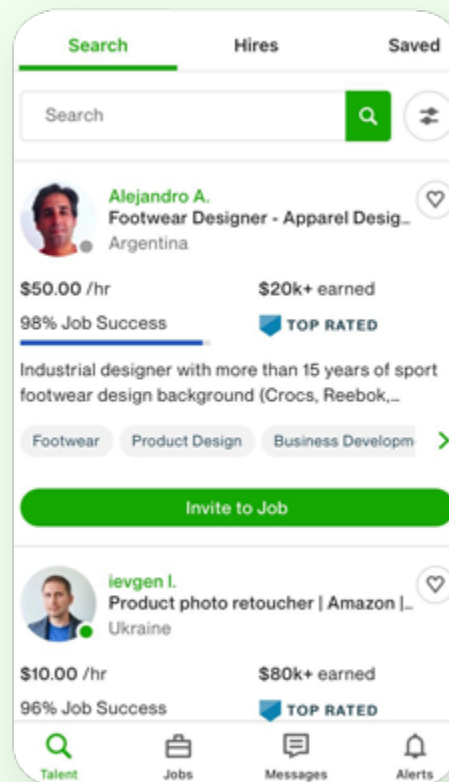 Search Hires Saved
Search
Alejandro A.
Footwear Designer - Apparel Desig...
Argentina
$50.00 /hr $20k+ earned
98% Job Success TOP RATED
Industrial designer with more than 15 years of sport
footwear design background (Crocs, Reebok,...
Footwear Product Design Business Developm
Invite to Job
ievgen I.
Product photo retoucher | Amazon |...
Ukraine
$10.00 /hr $80k+ earned
96% Job Success TOP RATED
Talent Jobs Messages Alerts